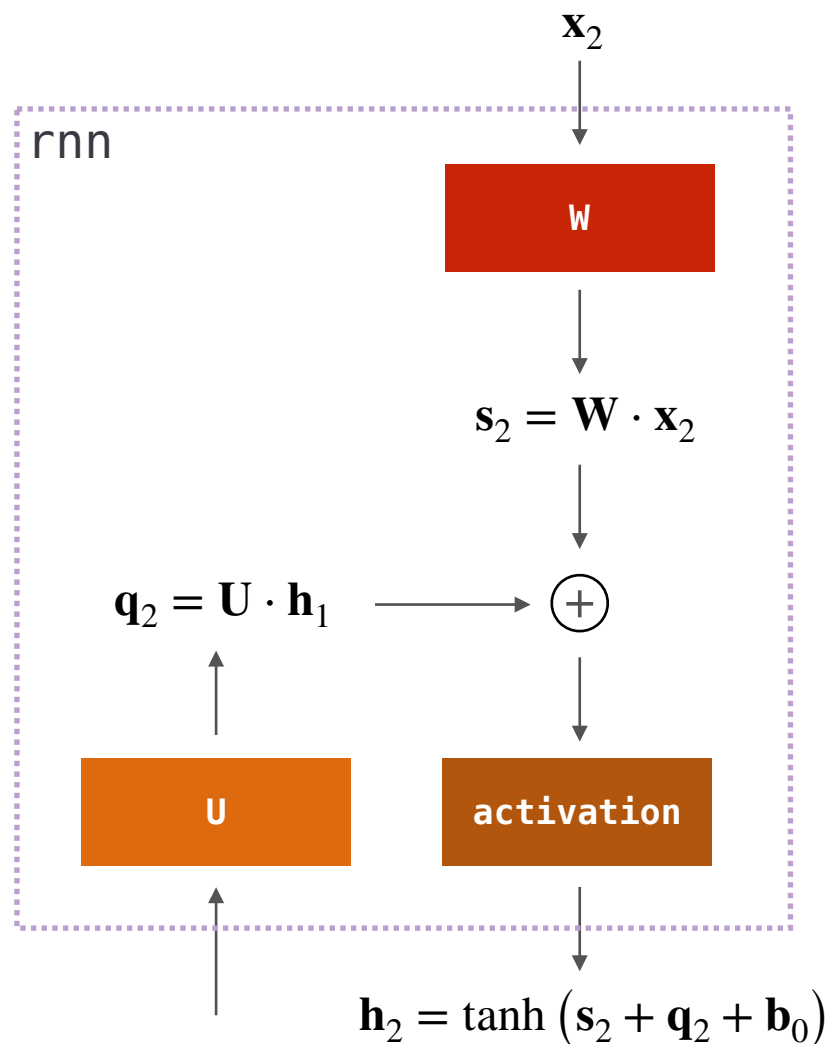 x₂
rnn
W
s₂ = W · x₂
q₂ = U · h₁
+
U
activation
h₂ = tanh (s₂ + q₂ + b₀)